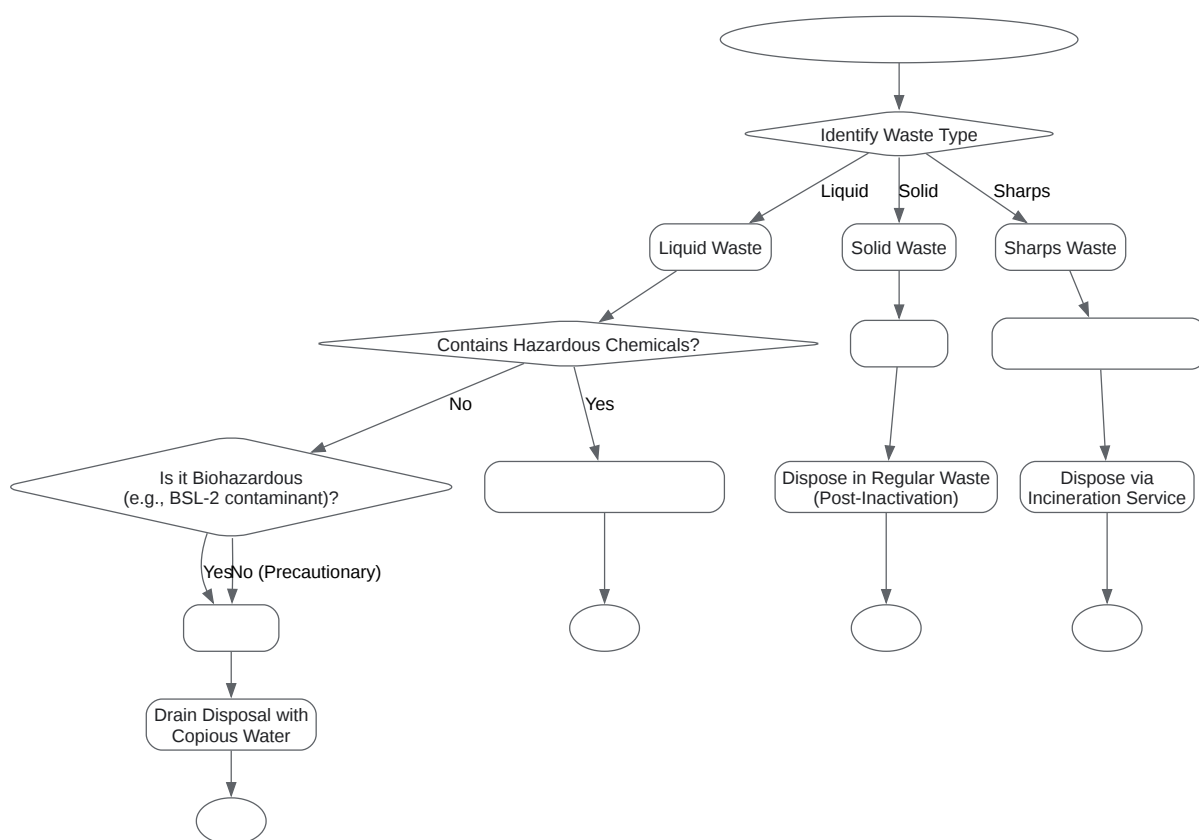 Identify Waste Type
Liquid
Solid
Sharps
Liquid Waste
Solid Waste
Sharps Waste
Contains Hazardous Chemicals?
No
Yes
Is it Biohazardous
(e.g., BSL-2 contaminant)?
Dispose in Regular Waste
(Post-Inactivation)
Dispose via
Incineration Service
Yes
No (Precautionary)
Drain Disposal with
Copious Water